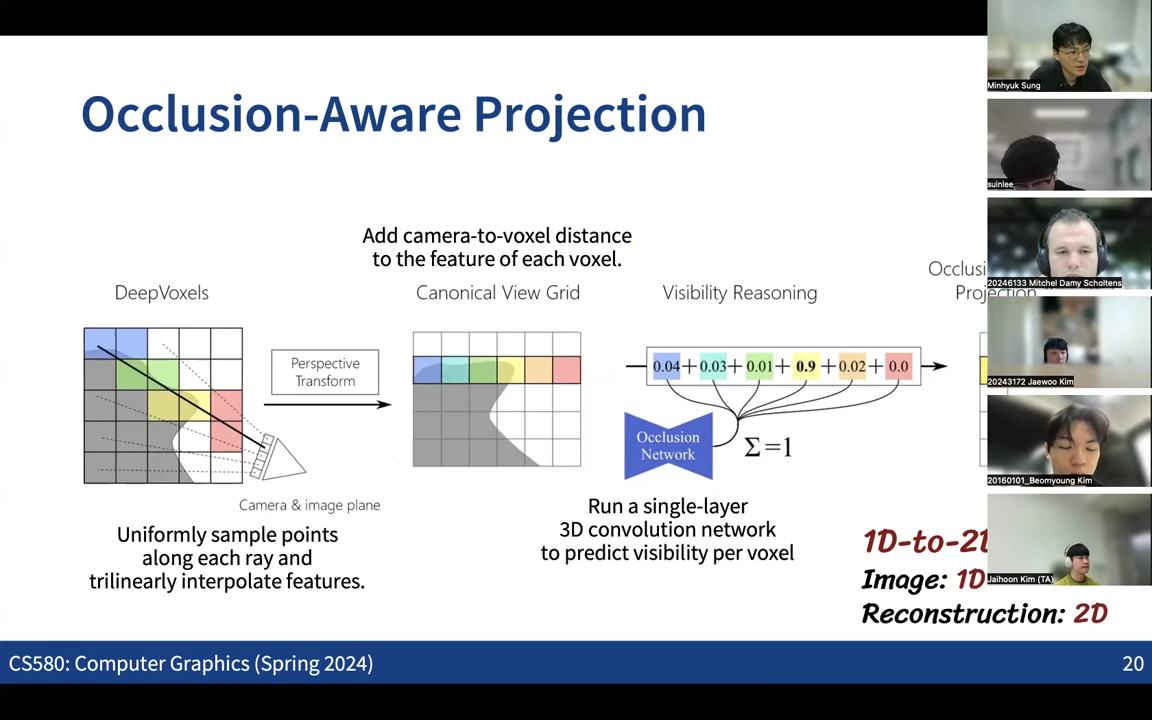 Occlusion-Aware Projection
Add camera-to-voxel distance
to the feature of each voxel.
DeepVoxels
Canonical View Grid
Visibility Reasoning
Projection
Perspective
Transform
0.04+0.03+0.01+0.9+0.02+0.0
Occlusion
Network
Σ=1
Camera & image plane
Uniformly sample points
along each ray and
trilinearly interpolate features.
Run a single-layer
3D convolution network
to predict visibility per voxel
1D-to-2D
Image: 1D
Reconstruction: 2D
CS580: Computer Graphics (Spring 2024)
20
Minhyuk Sung
suinlee
20246133 Mitchel Damy Scholtens
20243172 Jaewoo Kim
20160101_Beomyoung Kim
Jaihoon Kim (TA)